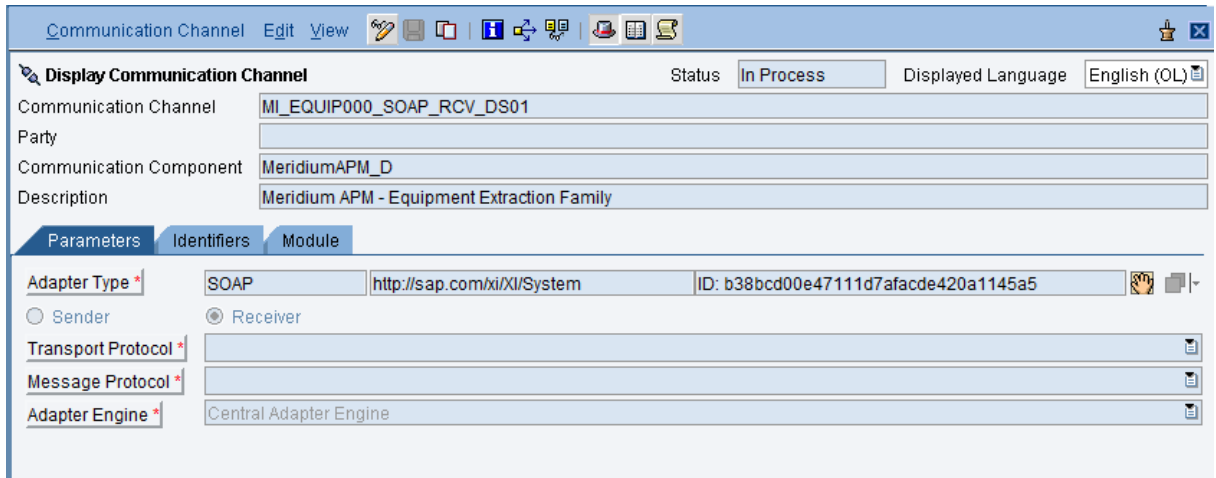 Communication Channel Edit View
Display Communication Channel Status In Process Displayed Language English (OL)
Communication Channel MI_EQUIP000_SOAP_RCV_DS01
Party
Communication Component MeridiumAPM_D
Description Meridium APM - Equipment Extraction Family
Parameters Identifiers Module
Adapter Type * SOAP http://sap.com/xi/XI/System ID: b38bcd00e47111d7afacde420a1145a5
Sender Receiver
Transport Protocol *
Message Protocol *
Adapter Engine * Central Adapter Engine